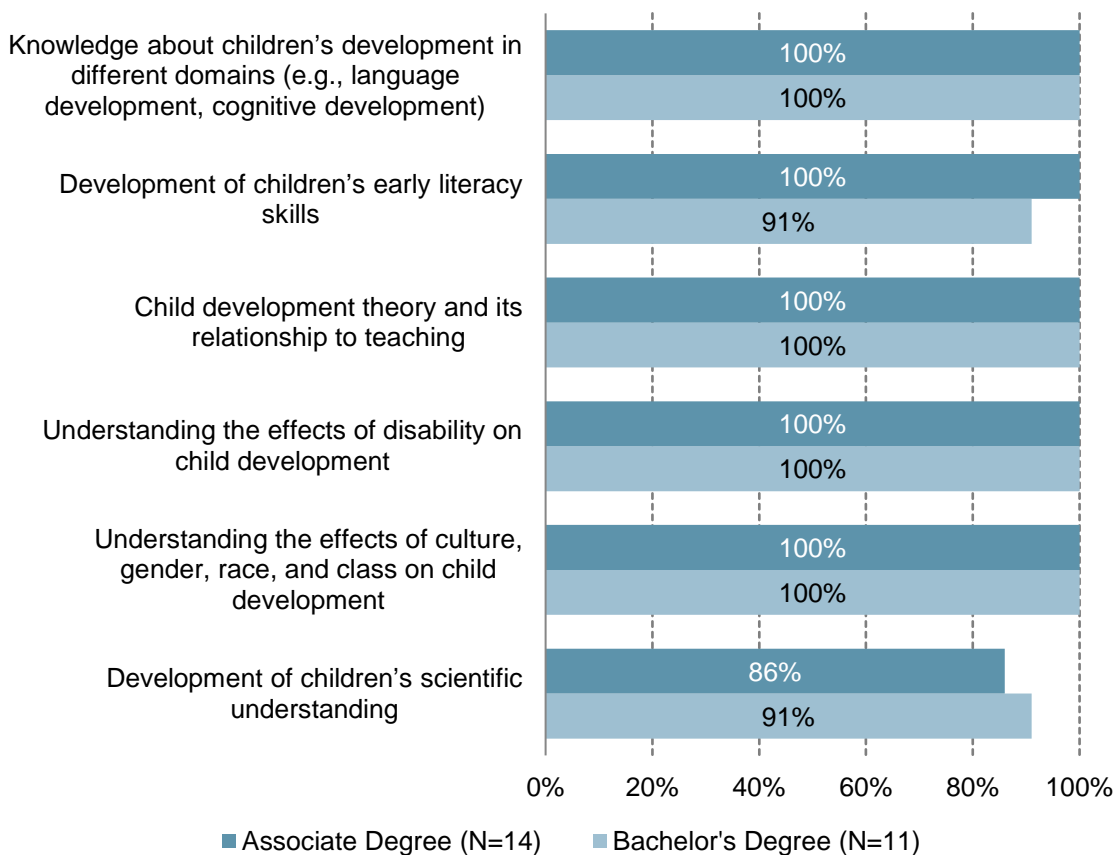 Knowledge about children’s development in
different domains (e.g., language
development, cognitive development)
100%
100%
Development of children’s early literacy
skills
100%
91%
Child development theory and its
relationship to teaching
100%
100%
Understanding the effects of disability on
child development
100%
100%
Understanding the effects of culture,
gender, race, and class on child
development
100%
100%
Development of children’s scientific
understanding
86%
91%
0% 20% 40% 60% 80% 100%
Associate Degree (N=14) Bachelor's Degree (N=11)